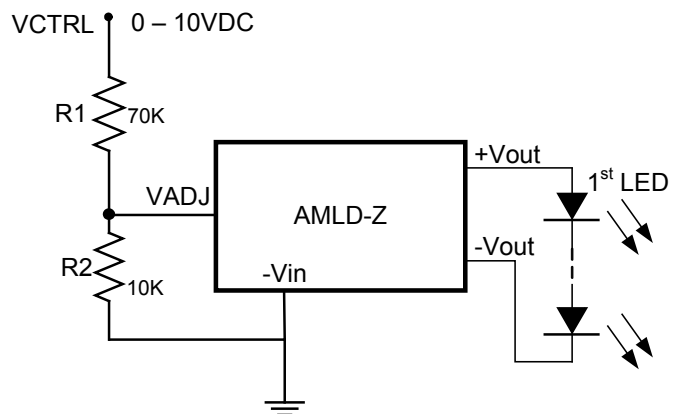 VCTRL 0 – 10VDC
R1 70K
VADJ
AMLD-Z
+Vout
1st LED
-Vout
R2 10K
-Vin